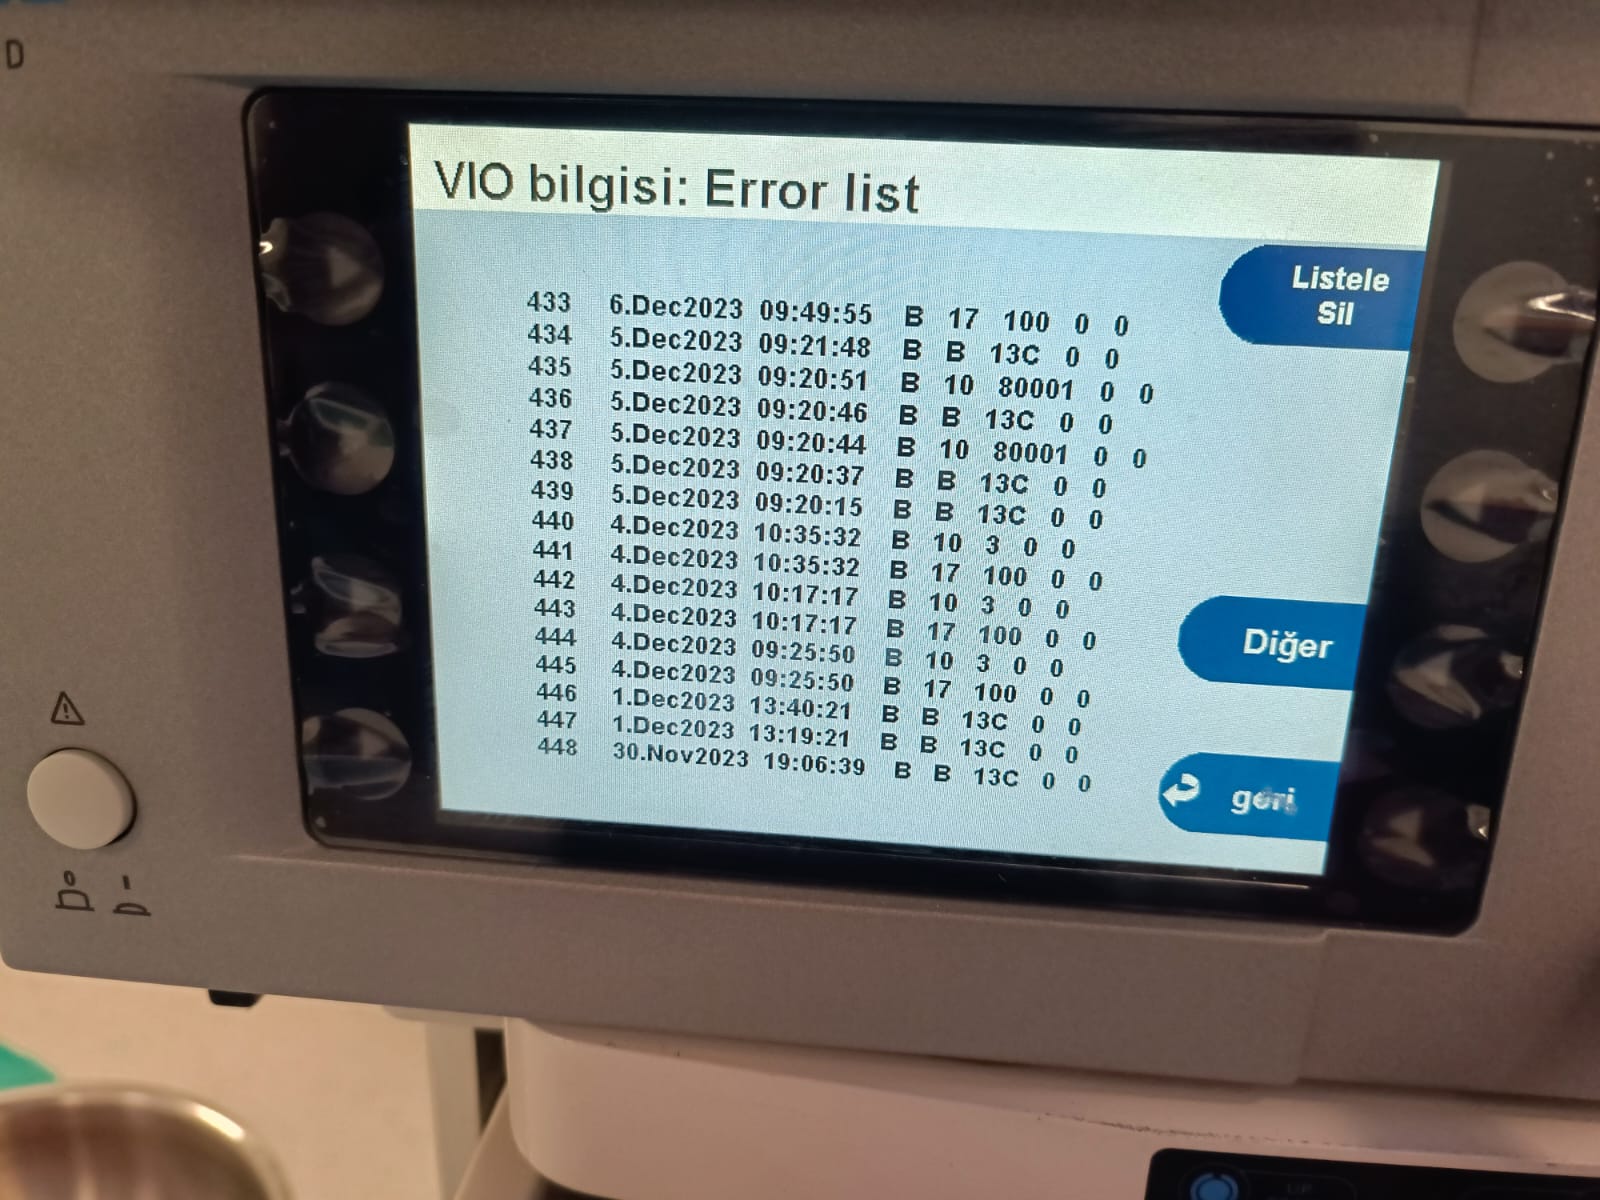 D
VIO bilgisi: Error list
Listele
Sil
433 6.Dec2023 09:49:55 B 17 100 0 0
434 5.Dec2023 09:21:48 B B 13C 0 0
435 5.Dec2023 09:20:51 B 10 80001 0 0
436 5.Dec2023 09:20:46 B B 13C 0 0
437 5.Dec2023 09:20:44 B 10 80001 0 0
438 5.Dec2023 09:20:37 B B 13C 0 0
439 5.Dec2023 09:20:15 B B 13C 0 0
440 4.Dec2023 10:35:32 B 10 3 0 0
441 4.Dec2023 10:35:32 B 17 100 0 0
442 4.Dec2023 10:17:17 B 10 3 0 0
443 4.Dec2023 10:17:17 B 17 100 0 0
444 4.Dec2023 09:25:50 B 10 3 0 0
445 4.Dec2023 09:25:50 B 17 100 0 0
446 1.Dec2023 13:40:21 B B 13C 0 0
447 1.Dec2023 13:19:21 B B 13C 0 0
448 30.Nov2023 19:06:39 B B 13C 0 0
Diğer
geri